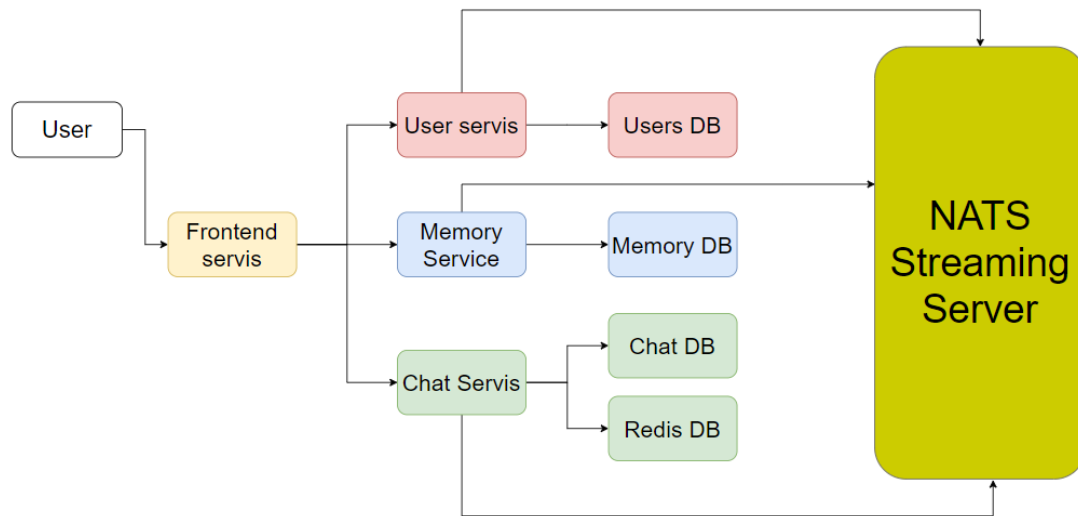 User
Frontend
servis
User servis
Users DB
Memory
Service
Memory DB
Chat Servis
Chat DB
Redis DB
NATS
Streaming
Server